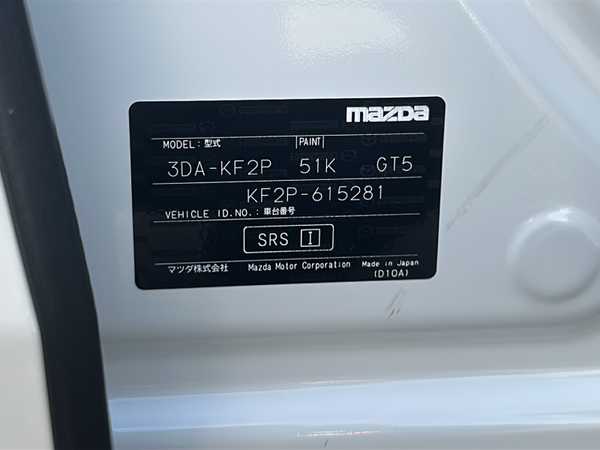 mazda
MODEL: 型式 PAINT
3DA-KF2P 51K GT5
KF2P-615281
VEHICLE ID.NO.: 車台番号
SRS I
マツダ株式会社 Mazda Motor Corporation Made in Japan
(D10A)